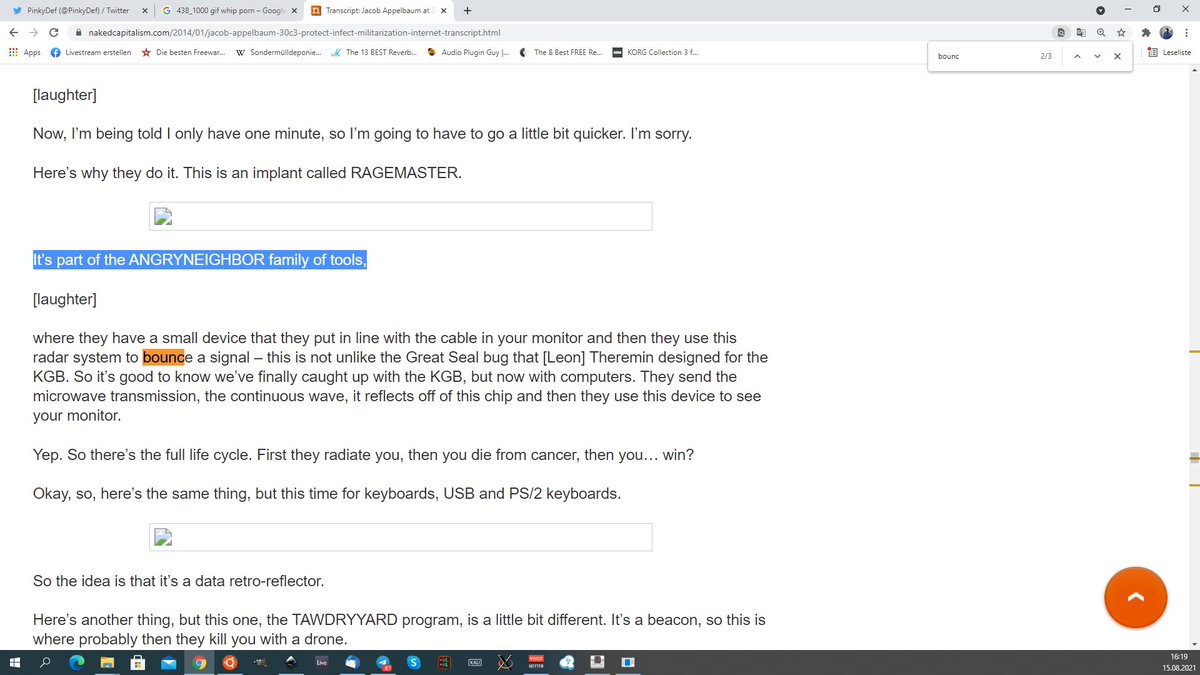 PinkyDef (@PinkyDef) / Twitter
438_1000 gif whip porn – Google
Transcript: Jacob Appelbaum at
nakedcapitalism.com/2014/01/jacob-appelbaum-30c3-protect-infect-militarization-internet-transcript.html
Apps
Livestream erstellen
Die besten Freewar...
Sondermülldeponie...
The 13 BEST Reverb...
Audio Plugin Guy |...
The 8 Best FREE Re...
KORG Collection 3 f...
Leseliste
bounc
2/3
[laughter]
Now, I'm being told I only have one minute, so I'm going to have to go a little bit quicker. I'm sorry.
Here's why they do it. This is an implant called RAGEMASTER.
It's part of the ANGRYNEIGHBOR family of tools,
[laughter]
where they have a small device that they put in line with the cable in your monitor and then they use this
radar system to bounce a signal – this is not unlike the Great Seal bug that [Leon] Theremin designed for the
KGB. So it's good to know we've finally caught up with the KGB, but now with computers. They send the
microwave transmission, the continuous wave, it reflects off of this chip and then they use this device to see
your monitor.
Yep. So there's the full life cycle. First they radiate you, then you die from cancer, then you… win?
Okay, so, here's the same thing, but this time for keyboards, USB and PS/2 keyboards.
So the idea is that it's a data retro-reflector.
Here's another thing, but this one, the TAWDRYYARD program, is a little bit different. It's a beacon, so this is
where probably then they kill you with a drone.
Live
KALI
16:19
15.08.2021